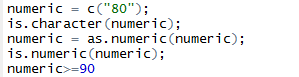 numeric = c("80");
is.character(numeric);
numeric = as.numeric(numeric);
is.numeric(numeric);
numeric>=90